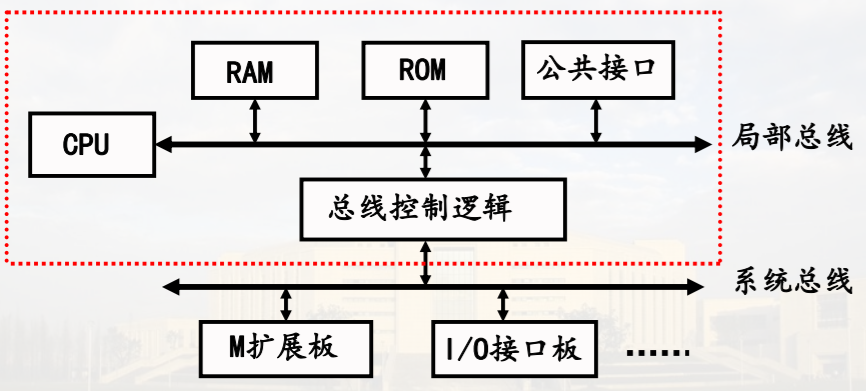 RAM
ROM
公共接口
CPU
局部总线
总线控制逻辑
系统总线
M扩展板
I/O接口板
……